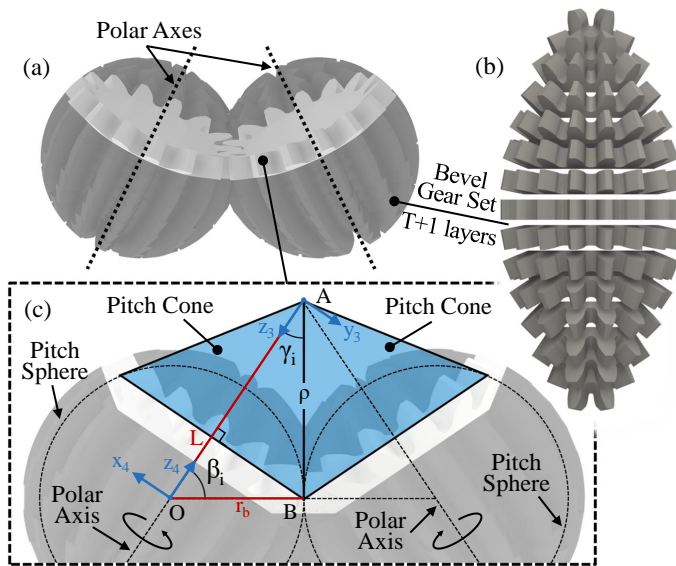 Polar Axes
(a)
(b)
Bevel
Gear Set
T+1 layers
(c)
Pitch Cone
A
Pitch Cone
z₃
y₃
γᵢ
Pitch
Sphere
ρ
L
x₄
z₄
βᵢ
Pitch
Sphere
Polar
Axis
O
r_b
B
Polar
Axis